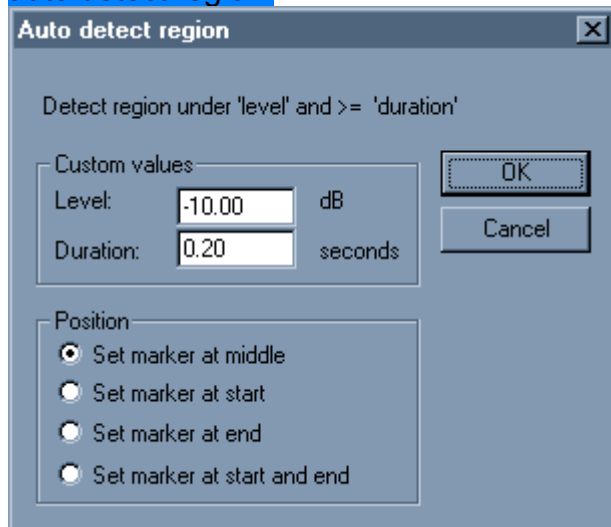 Auto detect region
Detect region under 'level' and >= 'duration'
Custom values
Level: -10.00 dB
Duration: 0.20 seconds
OK
Cancel
Position
Set marker at middle
Set marker at start
Set marker at end
Set marker at start and end